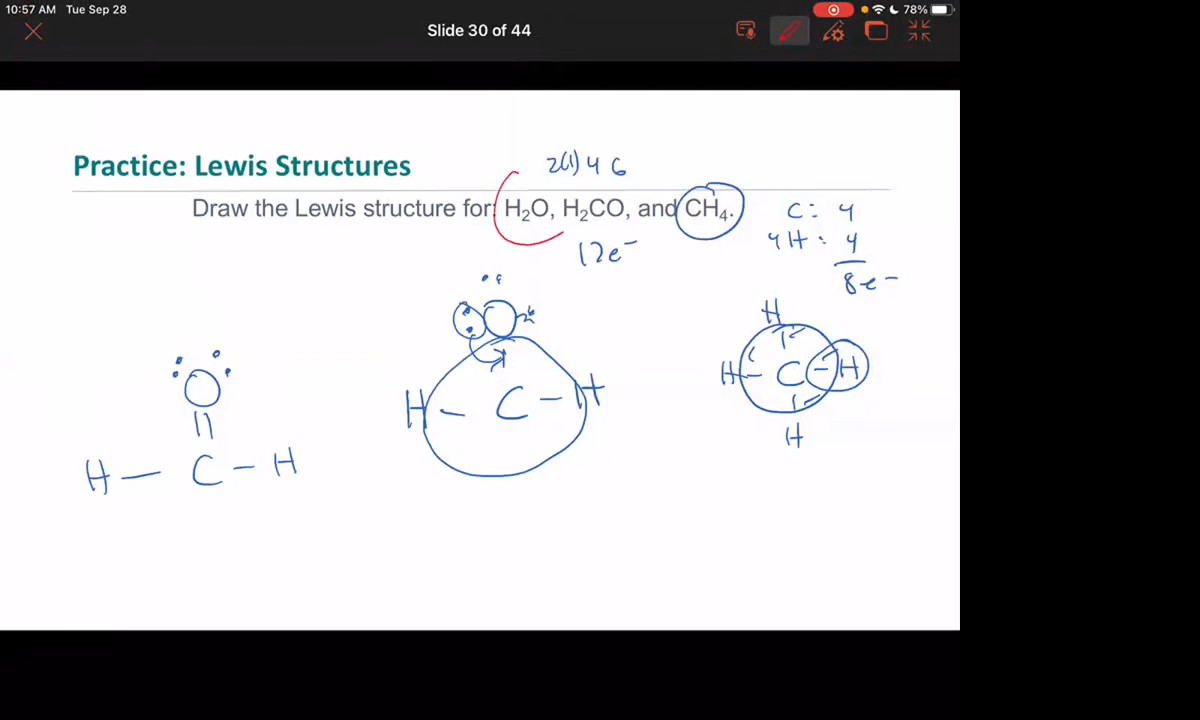 10:57 AM Tue Sep 28
78%
Slide 30 of 44
Practice: Lewis Structures
2(1) 4 6
Draw the Lewis structure for: H₂O, H₂CO, and CH₄.
C: 4
4H: 4
12e⁻
8e⁻
H
H – C – H
H – C – H
H
O
H — C – H